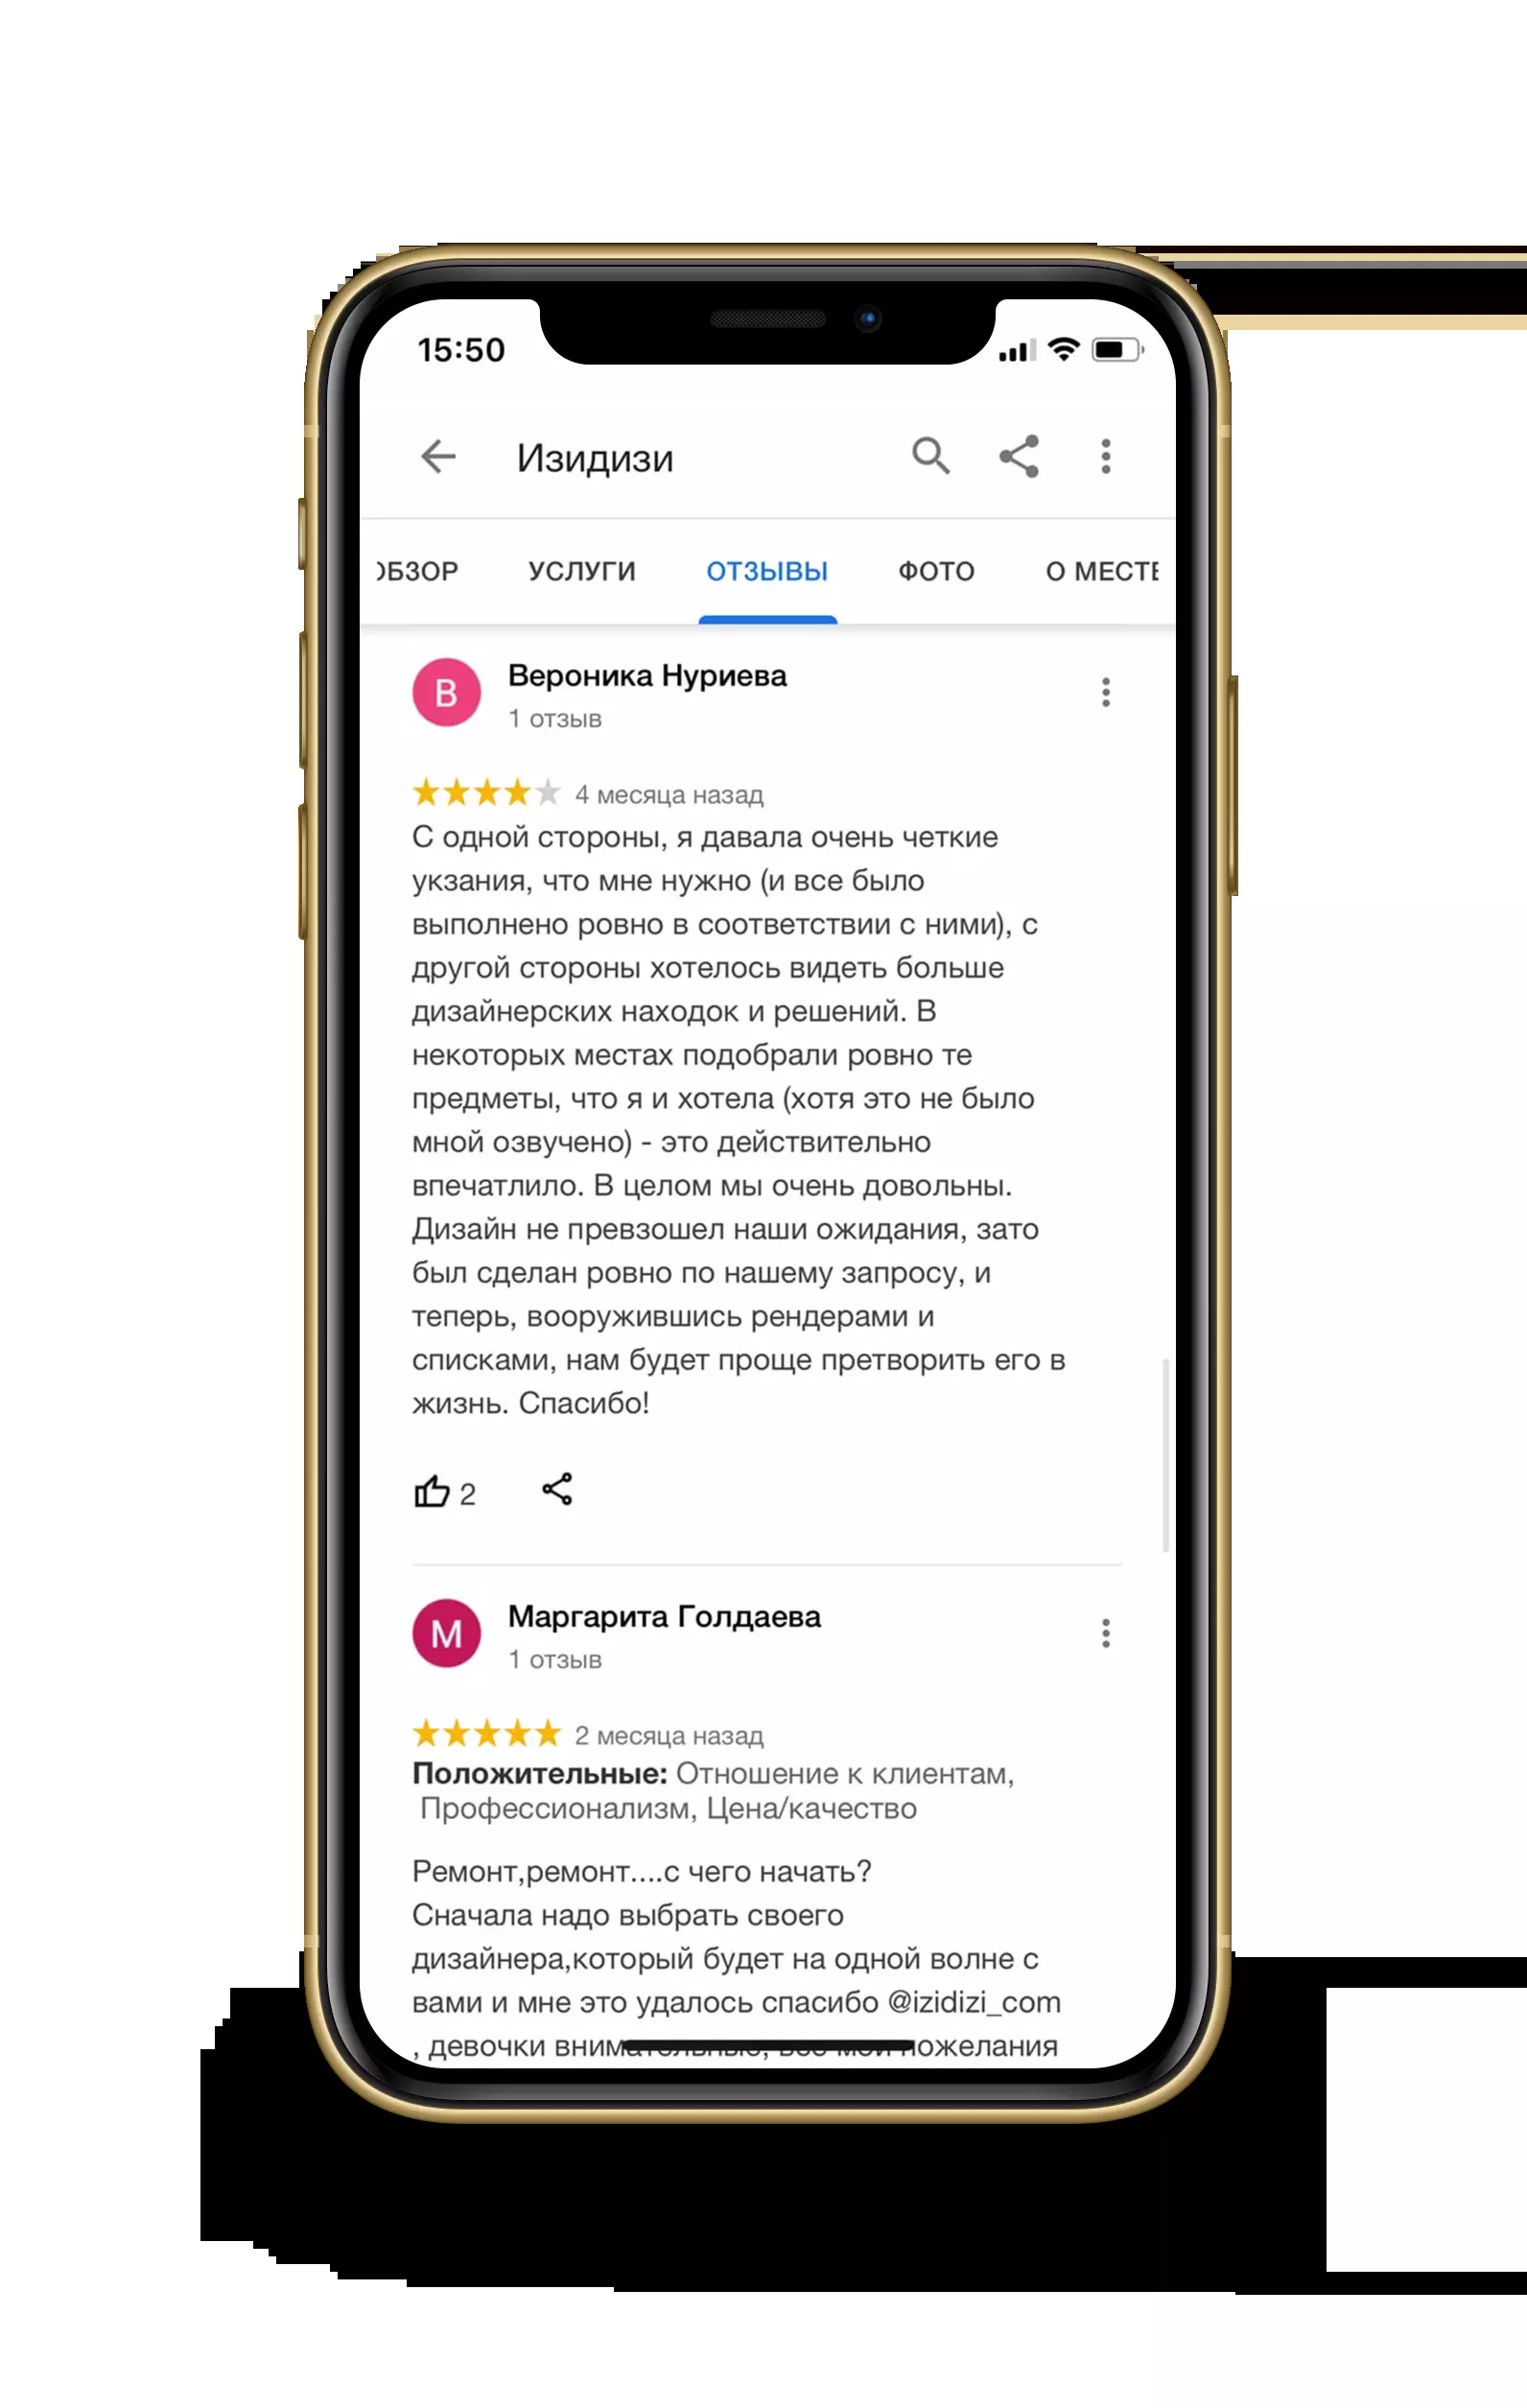 15:50
Изидизи
ОБЗОР УСЛУГИ ОТЗЫВЫ ФОТО О МЕСТЕ
В Вероника Нуриева
1 отзыв
4 месяца назад
С одной стороны, я давала очень четкие
укзания, что мне нужно (и все было
выполнено ровно в соответствии с ними), с
другой стороны хотелось видеть больше
дизайнерских находок и решений. В
некоторых местах подобрали ровно те
предметы, что я и хотела (хотя это не было
мной озвучено) - это действительно
впечатлило. В целом мы очень довольны.
Дизайн не превзошел наши ожидания, зато
был сделан ровно по нашему запросу, и
теперь, вооружившись рендерами и
списками, нам будет проще претворить его в
жизнь. Спасибо!
2
М Маргарита Голдаева
1 отзыв
2 месяца назад
Положительные: Отношение к клиентам,
Профессионализм, Цена/качество
Ремонт,ремонт....с чего начать?
Сначала надо выбрать своего
дизайнера,который будет на одной волне с
вами и мне это удалось спасибо @izidizi_com
, девочки внимательные, все мои пожелания